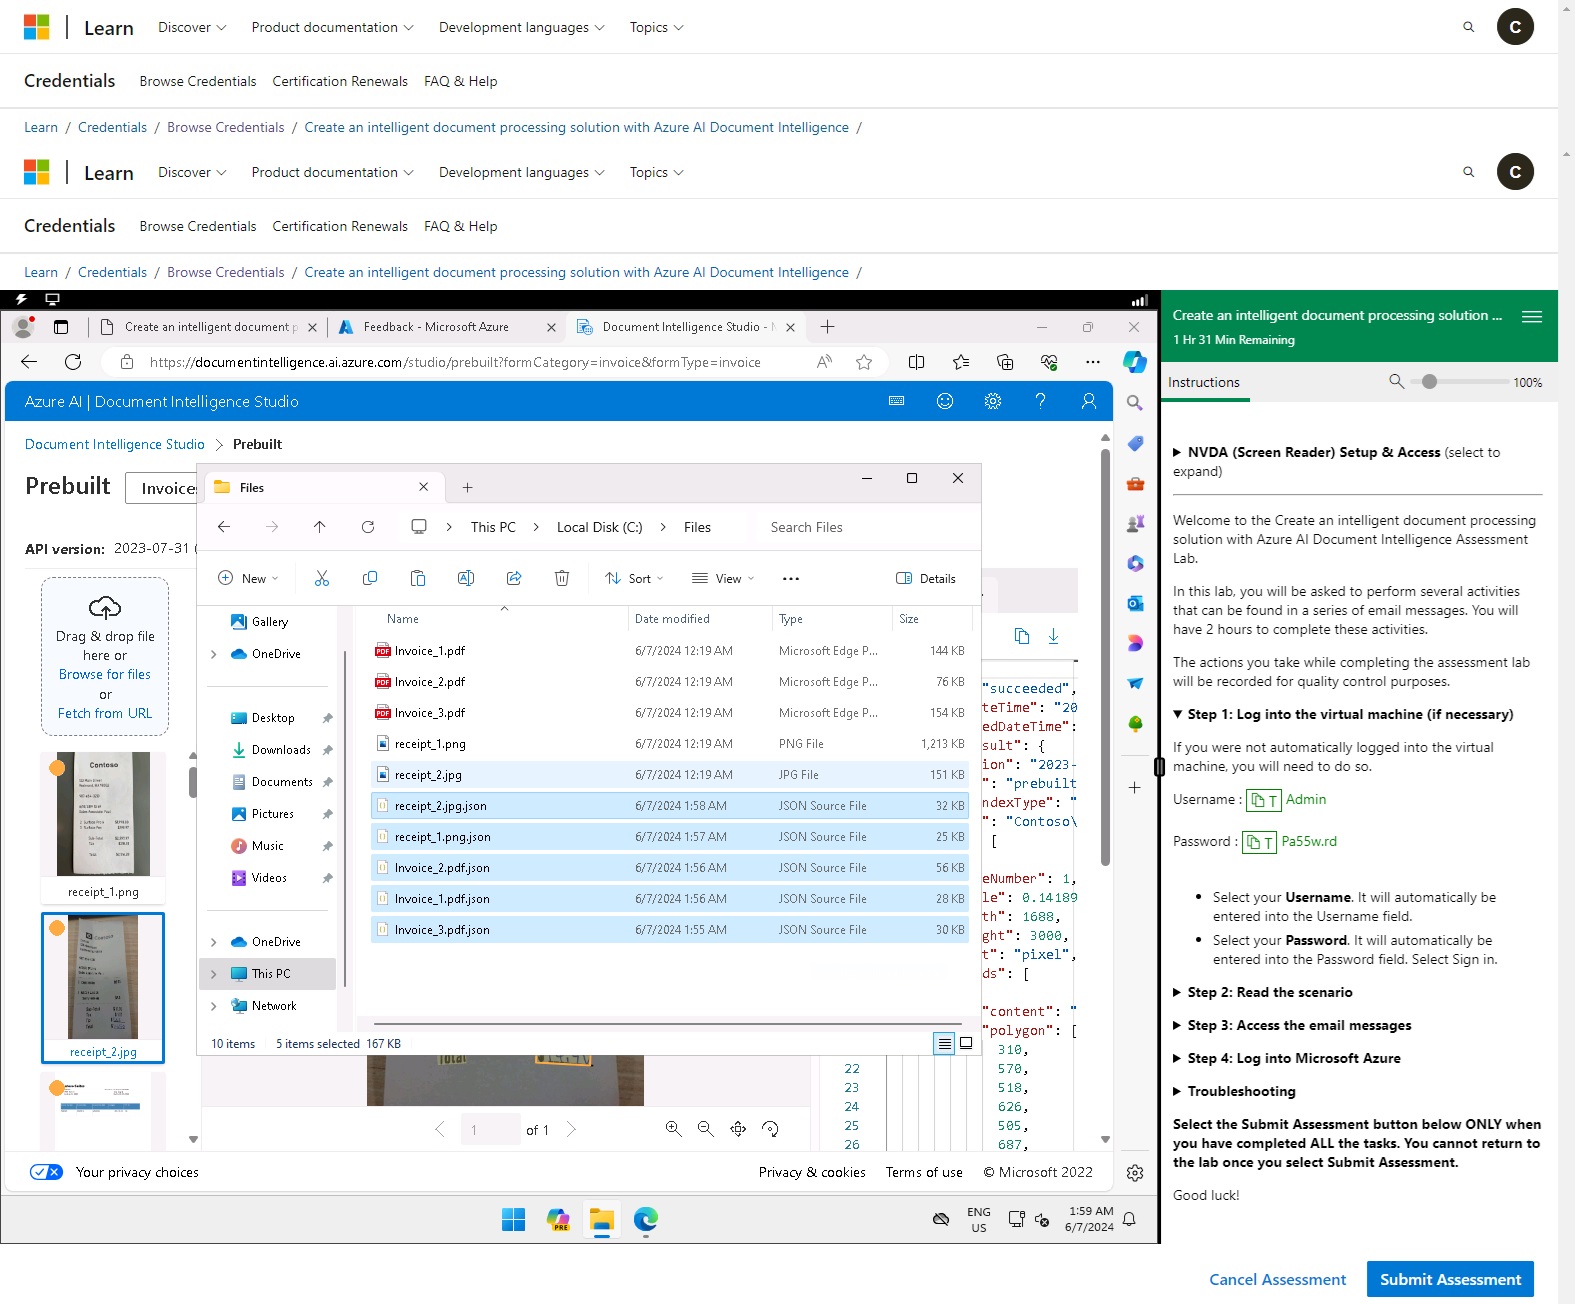 Learn Discover Product documentation Development languages Topics C
Credentials Browse Credentials Certification Renewals FAQ & Help
Learn / Credentials / Browse Credentials / Create an intelligent document processing solution with Azure AI Document Intelligence /
Learn Discover Product documentation Development languages Topics C
Credentials Browse Credentials Certification Renewals FAQ & Help
Learn / Credentials / Browse Credentials / Create an intelligent document processing solution with Azure AI Document Intelligence /
Create an intelligent document p Feedback - Microsoft Azure Document Intelligence Studio -
https://documentintelligence.ai.azure.com/studio/prebuilt?formCategory=invoice&formType=invoice
Azure AI | Document Intelligence Studio
Document Intelligence Studio > Prebuilt
Prebuilt Invoices
API version: 2023-07-31
Drag & drop file
here or
Browse for files
or
Fetch from URL
Contoso
receipt_1.png
receipt_2.jpg
Files
This PC > Local Disk (C:) > Files Search Files
New Sort View Details
Gallery
OneDrive
Desktop
Downloads
Documents
Pictures
Music
Videos
OneDrive
This PC
Network
Name Date modified Type Size
Invoice_1.pdf 6/7/2024 12:19 AM Microsoft Edge P... 144 KB
Invoice_2.pdf 6/7/2024 12:19 AM Microsoft Edge P... 76 KB
Invoice_3.pdf 6/7/2024 12:19 AM Microsoft Edge P... 154 KB
receipt_1.png 6/7/2024 12:19 AM PNG File 1,213 KB
receipt_2.jpg 6/7/2024 12:19 AM JPG File 151 KB
receipt_2.jpg.json 6/7/2024 1:58 AM JSON Source File 32 KB
receipt_1.png.json 6/7/2024 1:57 AM JSON Source File 25 KB
Invoice_2.pdf.json 6/7/2024 1:56 AM JSON Source File 56 KB
Invoice_1.pdf.json 6/7/2024 1:56 AM JSON Source File 28 KB
Invoice_3.pdf.json 6/7/2024 1:55 AM JSON Source File 30 KB
10 items 5 items selected 167 KB
"succeeded",
teTime": "20
edDateTime":
sult": {
ion": "2023-
": "prebuilt
ndexType": "
": "Contoso\
[
eNumber": 1,
le": 0.14189
th": 1688,
ght": 3000,
t": "pixel",
ds": [
"content": "
"polygon": [
310,
22 570,
23 518,
24 626,
25 505,
26 687,
Total
1 of 1
Your privacy choices Privacy & cookies Terms of use © Microsoft 2022
PRE
ENG
US
1:59 AM
6/7/2024
Create an intelligent document processing solution ...
1 Hr 31 Min Remaining
Instructions 100%
NVDA (Screen Reader) Setup & Access (select to
expand)
Welcome to the Create an intelligent document processing
solution with Azure AI Document Intelligence Assessment
Lab.
In this lab, you will be asked to perform several activities
that can be found in a series of email messages. You will
have 2 hours to complete these activities.
The actions you take while completing the assessment lab
will be recorded for quality control purposes.
Step 1: Log into the virtual machine (if necessary)
If you were not automatically logged into the virtual
machine, you will need to do so.
Username : T Admin
Password : T Pa55w.rd
• Select your Username. It will automatically be
entered into the Username field.
• Select your Password. It will automatically be
entered into the Password field. Select Sign in.
Step 2: Read the scenario
Step 3: Access the email messages
Step 4: Log into Microsoft Azure
Troubleshooting
Select the Submit Assessment button below ONLY when
you have completed ALL the tasks. You cannot return to
the lab once you select Submit Assessment.
Good luck!
Cancel Assessment Submit Assessment